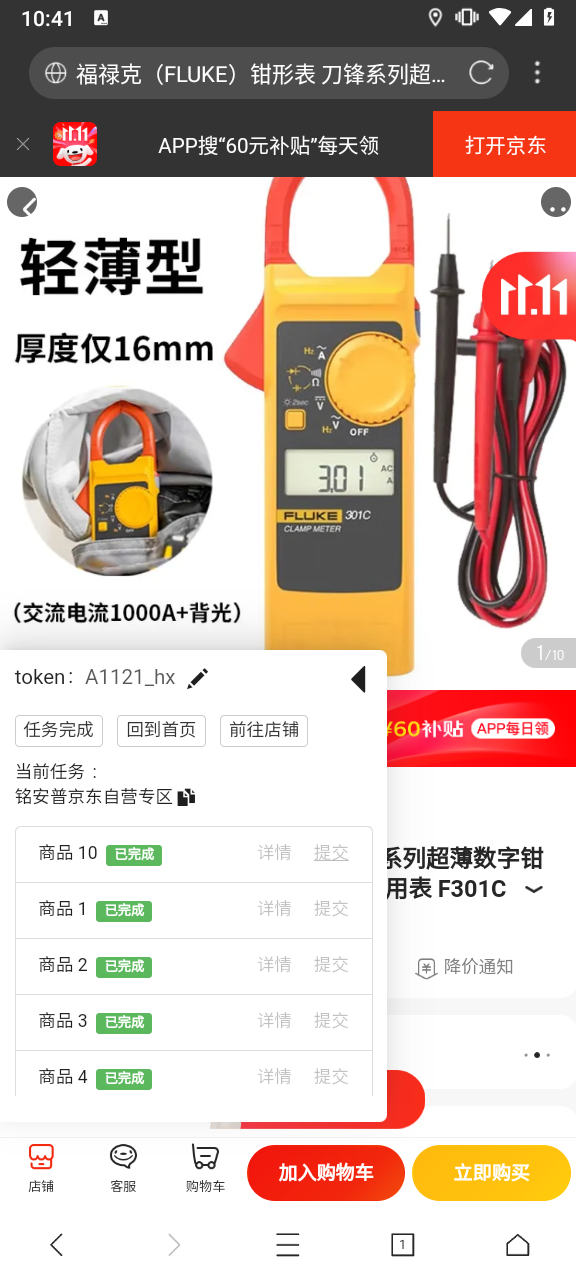 10:41
A
福禄克（FLUKE）钳形表 刀锋系列超...
11.11
APP搜“60元补贴”每天领
打开京东
轻薄型
11.11
厚度仅16mm
Hz Ṽ A
Ω
2sec
V
Hz V
OFF
3.01
AC
A
FLUKE 301C
CLAMP METER
（交流电流1000A+背光）
1/10
token： A1121_hx
¥60补贴 APP每日领
任务完成 回到首页 前往店铺
当前任务：
铭安普京东自营专区
系列超薄数字钳
用表 F301C
商品 10 已完成 详情 提交
商品 1 已完成 详情 提交
降价通知
商品 2 已完成 详情 提交
商品 3 已完成 详情 提交
商品 4 已完成 详情 提交
店铺 客服 购物车 加入购物车 立即购买
1